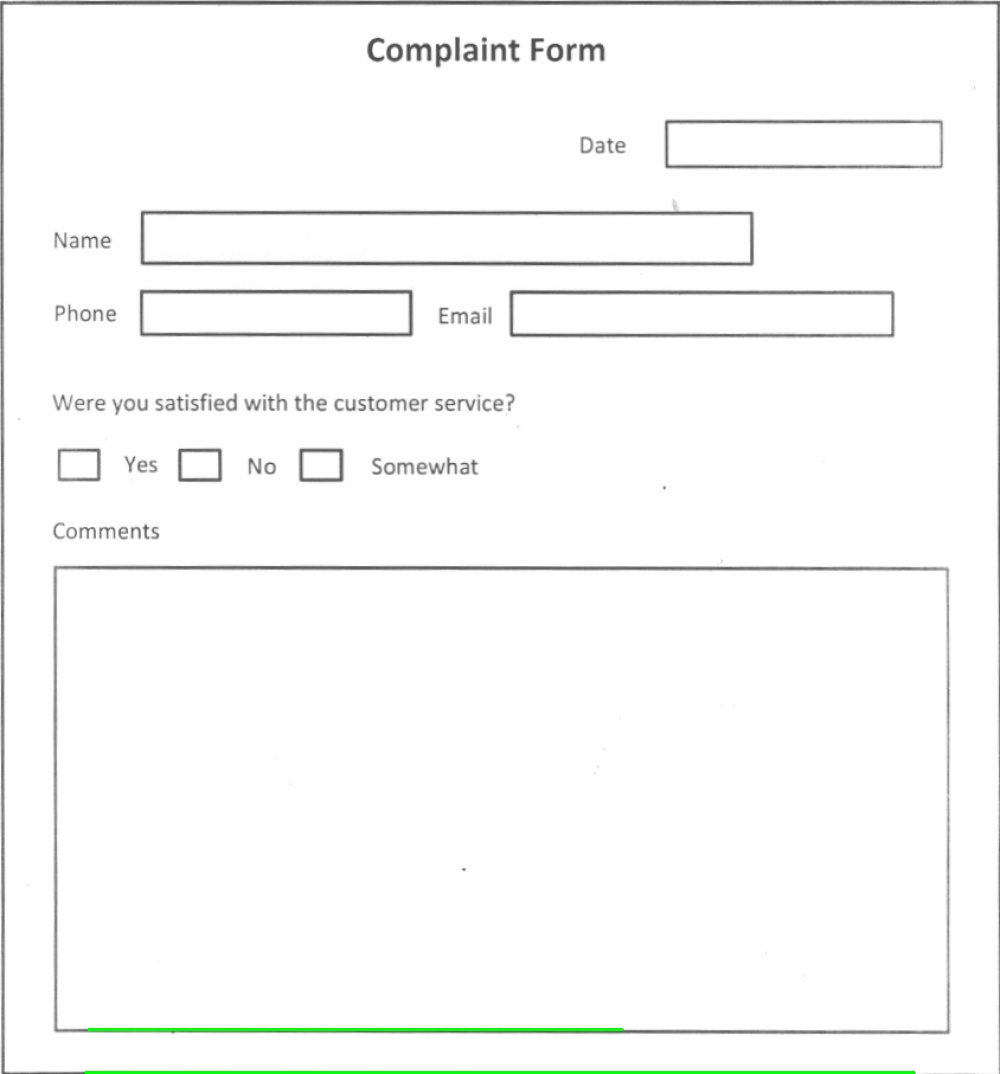 Complaint Form
Date
Name
Phone Email
Were you satisfied with the customer service?
Yes No Somewhat
Comments